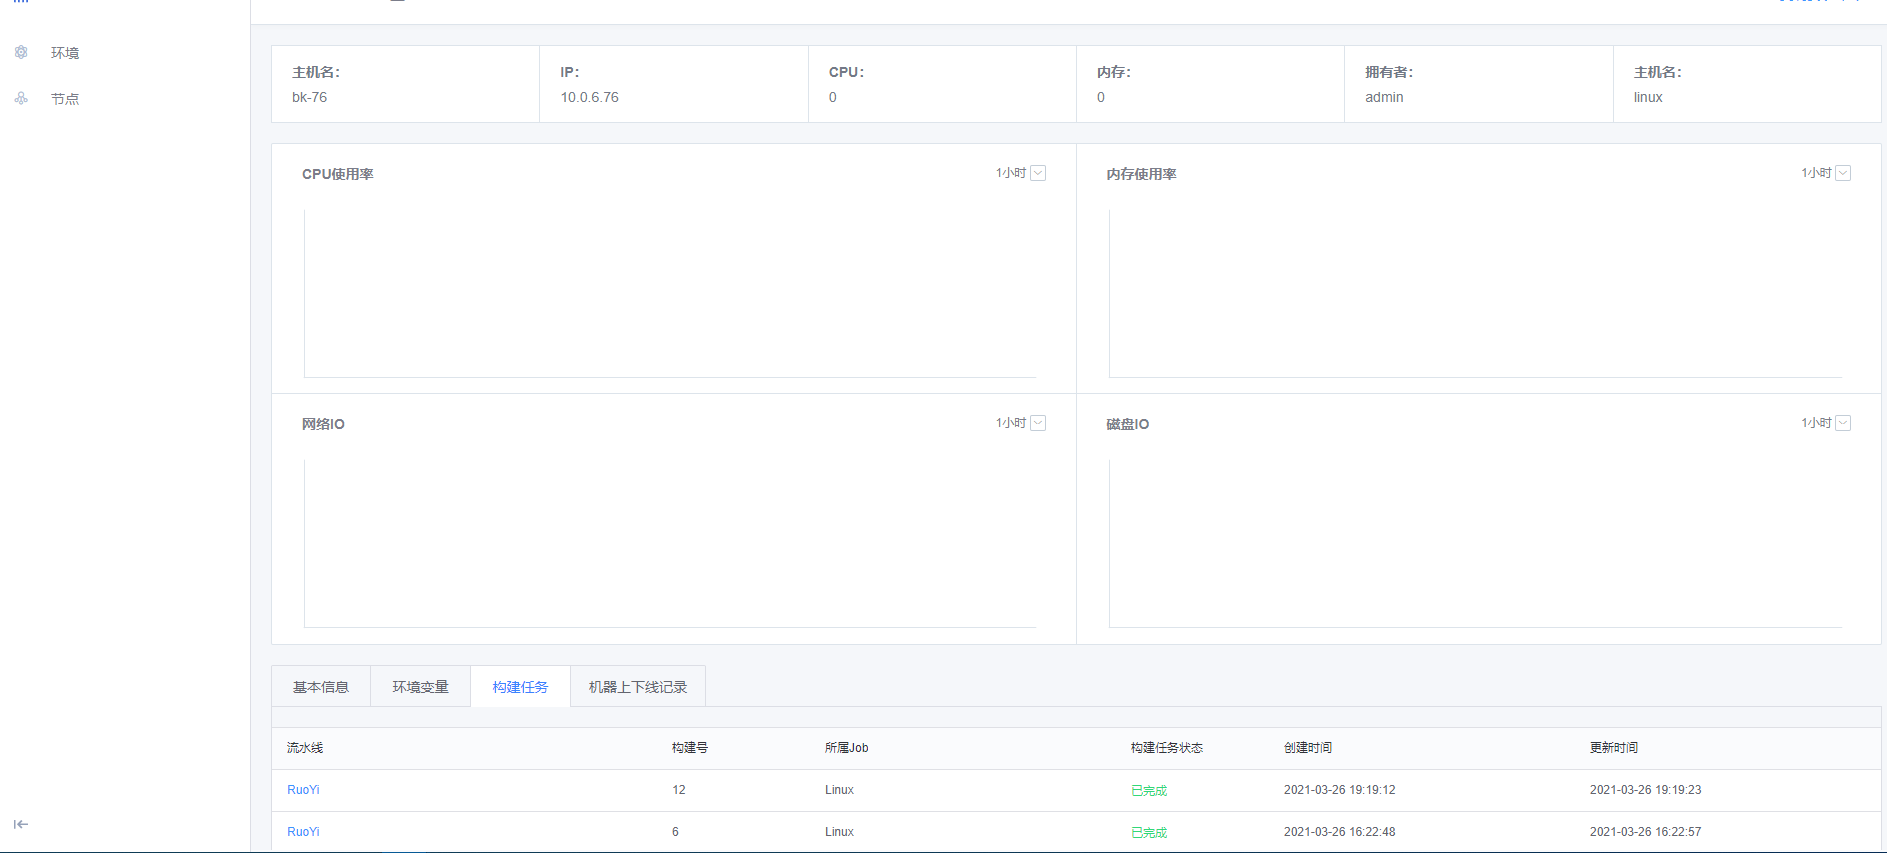 环境
节点
主机名：
bk-76
IP：
10.0.6.76
CPU：
0
内存：
0
拥有者：
admin
主机名：
linux
CPU使用率
1小时
内存使用率
1小时
网络IO
1小时
磁盘IO
1小时
基本信息 环境变量 构建任务 机器上下线记录
流水线 构建号 所属Job 构建任务状态 创建时间 更新时间
RuoYi 12 Linux 已完成 2021-03-26 19:19:12 2021-03-26 19:19:23
RuoYi 6 Linux 已完成 2021-03-26 16:22:48 2021-03-26 16:22:57